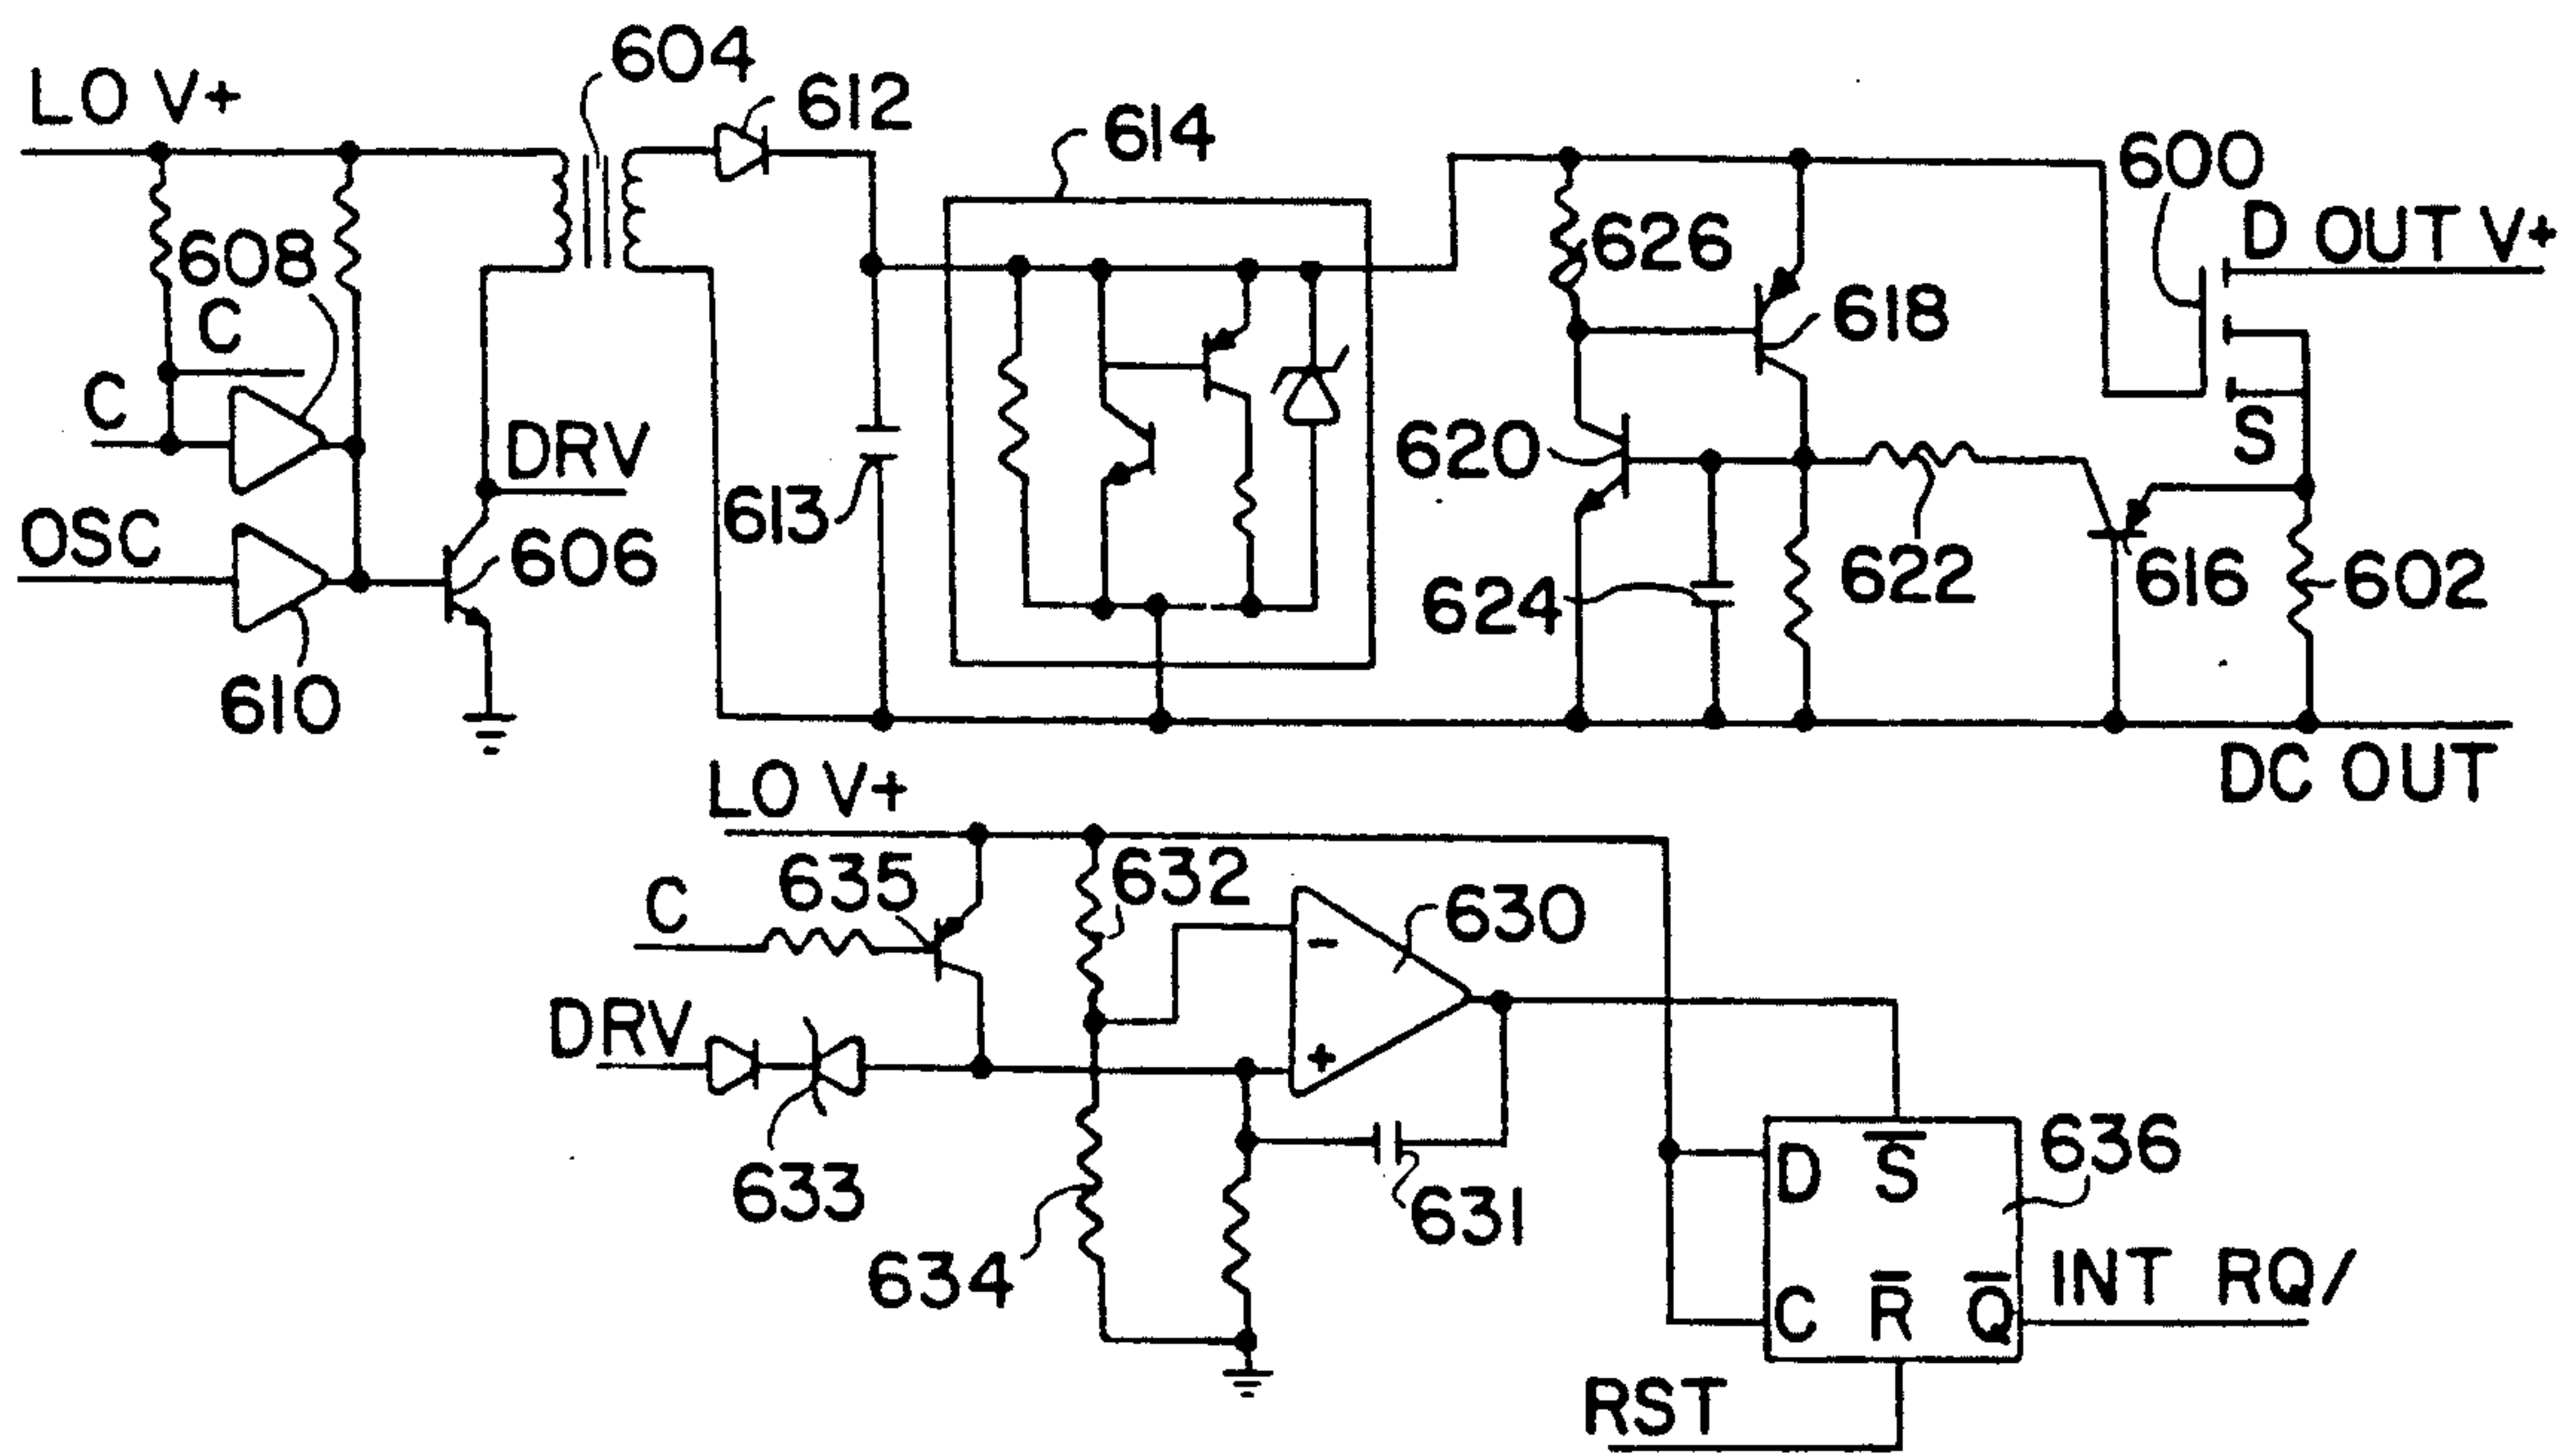 LO V+
604
612
614
600
D OUT V+
608
626
618
C
C
DRV
620
S
OSC
606
613
624
622
616
602
610
DC OUT
LO V+
C
635
632
630
-
DRV
+
633
634
631
D
S̅
636
C
R̅
Q̅
INT RQ/
RST